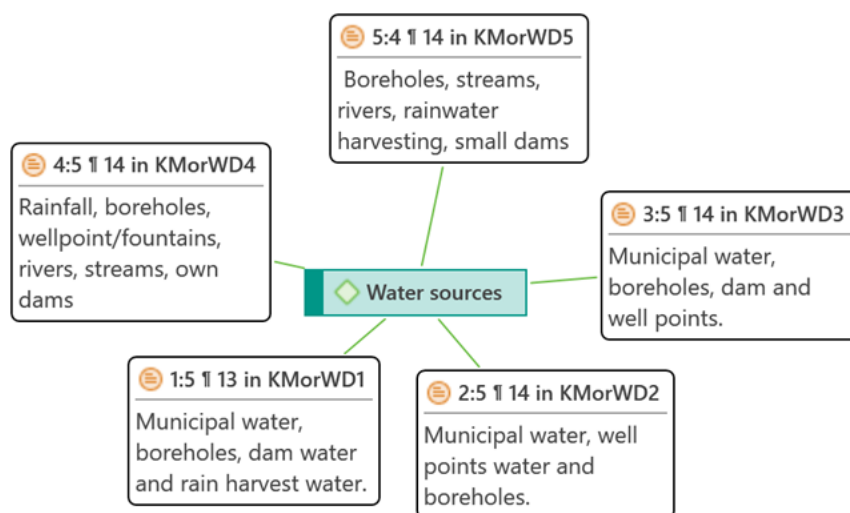 5:4 ¶ 14 in KMorWD5
Boreholes, streams,
rivers, rainwater
harvesting, small dams
4:5 ¶ 14 in KMorWD4
Rainfall, boreholes,
wellpoint/fountains,
rivers, streams, own
dams
3:5 ¶ 14 in KMorWD3
Municipal water,
boreholes, dam and
well points.
Water sources
1:5 ¶ 13 in KMorWD1
Municipal water,
boreholes, dam water
and rain harvest water.
2:5 ¶ 14 in KMorWD2
Municipal water, well
points water and
boreholes.